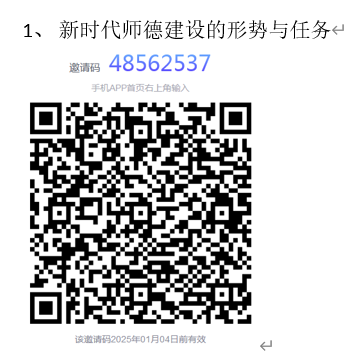 1、 新时代师德建设的形势与任务
邀请码 48562537
手机APP首页右上角输入
该邀请码2025年01月04日前有效